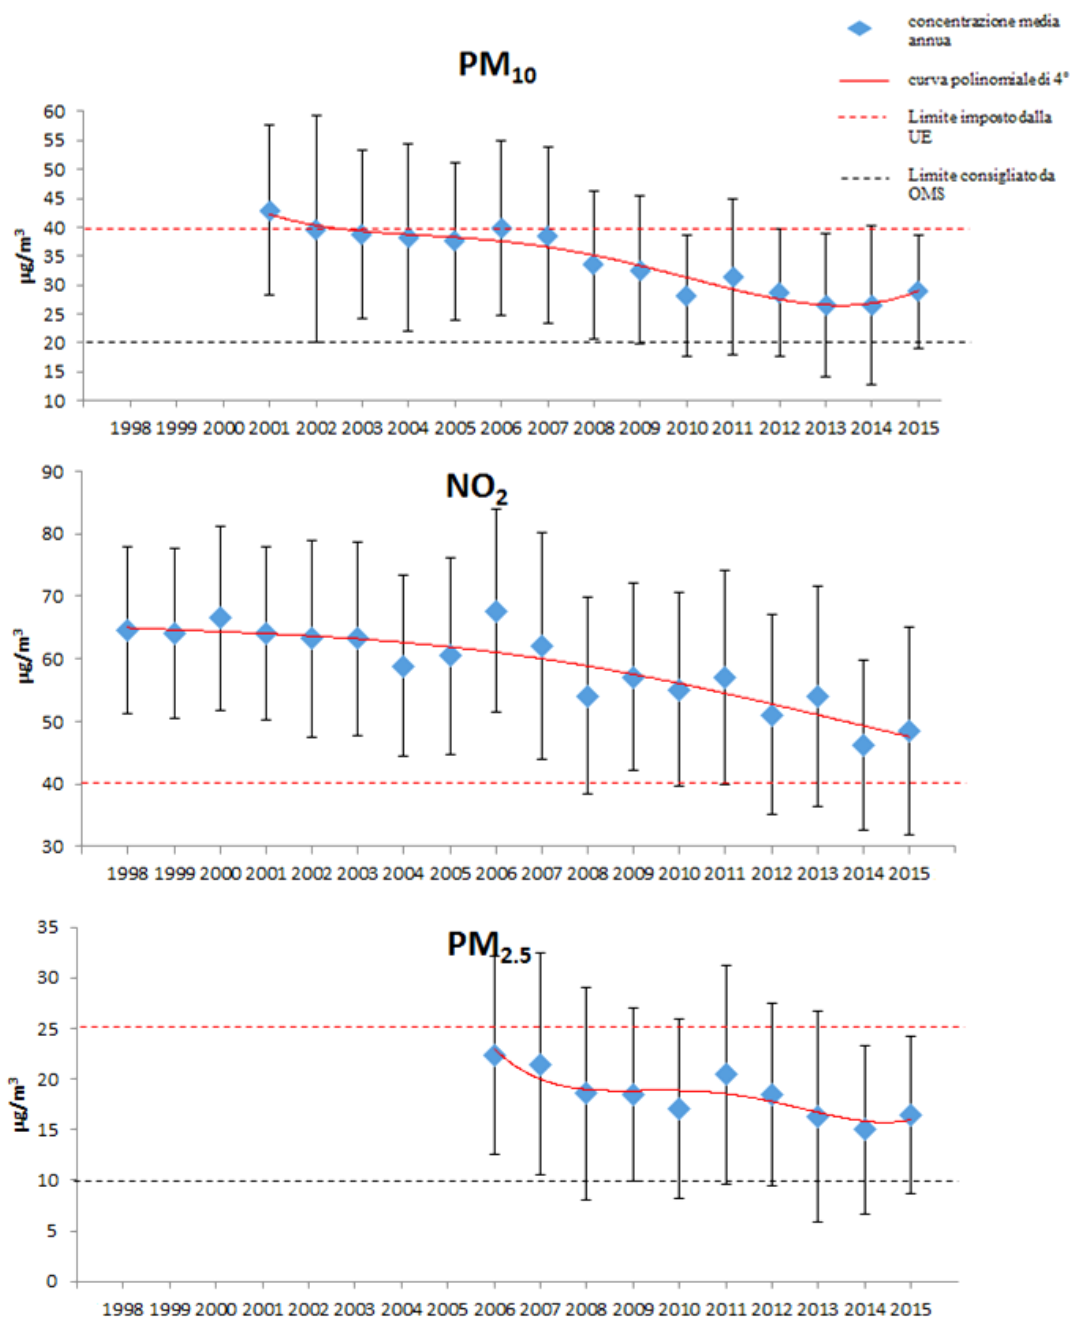 concentrazione media
annua
PM10
curva polinomiale di 4°
Limite imposto dalla
UE
Limite consigliato da
OMS
µg/m³
60
55
50
45
40
35
30
25
20
15
10
1998 1999 2000 2001 2002 2003 2004 2005 2006 2007 2008 2009 2010 2011 2012 2013 2014 2015
NO2
µg/m³
90
80
70
60
50
40
30
1998 1999 2000 2001 2002 2003 2004 2005 2006 2007 2008 2009 2010 2011 2012 2013 2014 2015
PM2.5
µg/m³
35
30
25
20
15
10
5
0
1998 1999 2000 2001 2002 2003 2004 2005 2006 2007 2008 2009 2010 2011 2012 2013 2014 2015